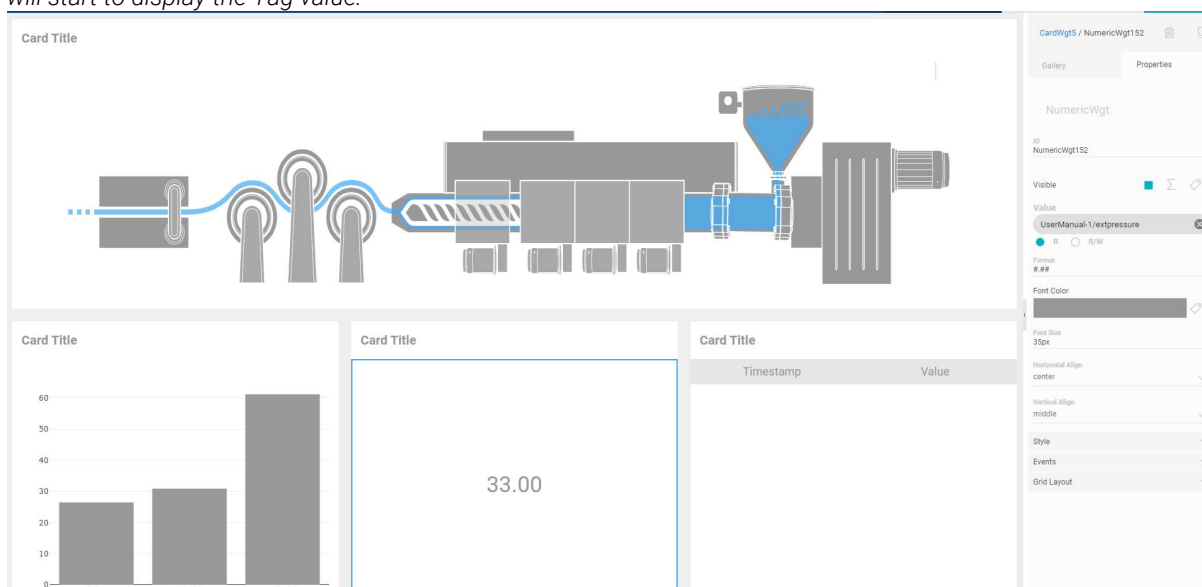 will start to display the Tag value.
Card Title
CardWgt5 / NumericWgt152
Gallery
Properties
NumericWgt
ID
NumericWgt152
Visible
Value
UserManual-1/extpressure
R
R/W
Format
#.##
Font Color
Font Size
35px
Horizontal Align
center
Vertical Align
middle
Style
Events
Grid Layout
Card Title
60
50
40
30
20
10
0
Card Title
33.00
Card Title
Timestamp Value